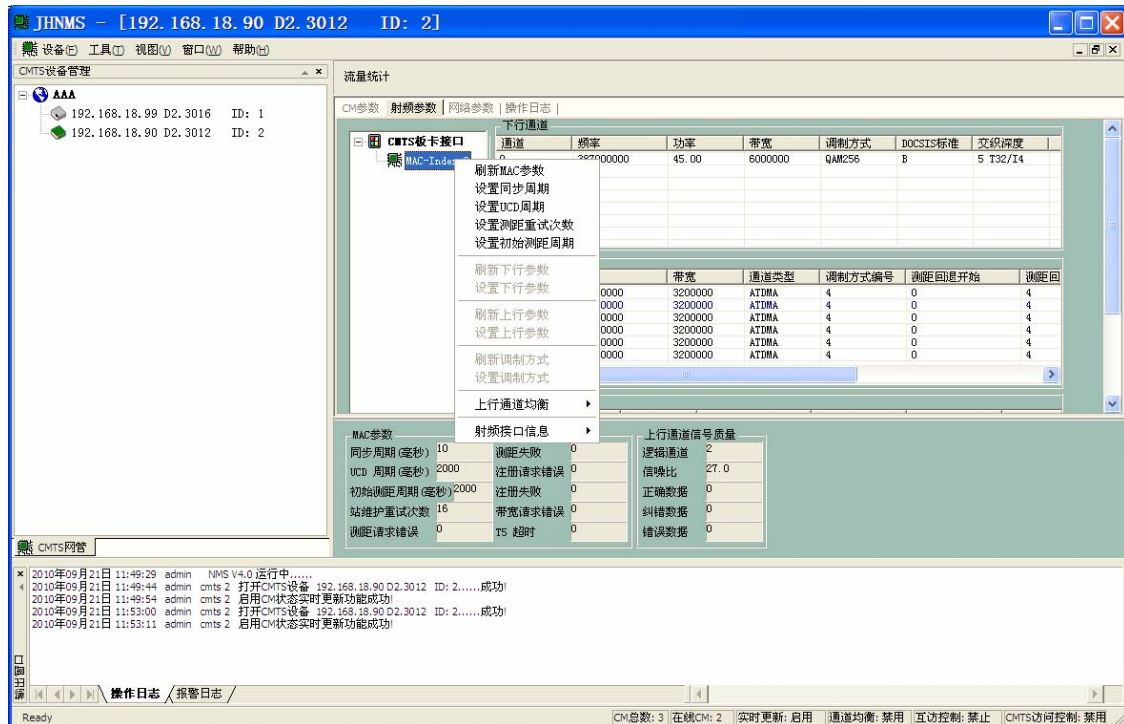 JHNMS - [192.168.18.90 D2.3012 ID: 2]
设备(E) 工具(T) 视图(V) 窗口(W) 帮助(H)
CMTS设备管理
AAA
192.168.18.99 D2.3016 ID: 1
192.168.18.90 D2.3012 ID: 2
CMTS网管
流量统计
CM参数 射频参数 网络参数 操作日志
CMTS板卡接口
下行通道
通道 频率 功率 带宽 调制方式 DOCSIS标准 交织深度
387000000 45.00 6000000 QAM256 B 5 T32/I4
刷新MAC参数
设置同步周期
设置UCD周期
设置测距重试次数
设置初始测距周期
刷新下行参数
设置下行参数
刷新上行参数
设置上行参数
刷新调制方式
设置调制方式
上行通道均衡
射频接口信息
带宽 通道类型 调制方式编号 测距回退开始 测距回
0000 3200000 ATDMA 4 0 4
0000 3200000 ATDMA 4 0 4
0000 3200000 ATDMA 4 0 4
0000 3200000 ATDMA 4 0 4
0000 3200000 ATDMA 4 0 4
0000 3200000 ATDMA 4 0 4
MAC参数
同步周期(毫秒) 10 测距失败 0
UCD 周期(毫秒) 2000 注册请求错误 0
初始测距周期(毫秒) 2000 注册失败 0
站维护重试次数 16 带宽请求错误 0
测距请求错误 0 T5 超时 0
上行通道信号质量
逻辑通道 2
信噪比 27.0
正确数据 0
纠错数据 0
错误数据 0
2010年09月21日 11:49:29 admin NMS V4.0 运行中......
2010年09月21日 11:49:44 admin cmts 2 打开CMTS设备 192.168.18.90 D2.3012 ID: 2......成功!
2010年09月21日 11:49:54 admin cmts 2 启用CM状态实时更新功能成功!
2010年09月21日 11:53:00 admin cmts 2 打开CMTS设备 192.168.18.90 D2.3012 ID: 2......成功!
2010年09月21日 11:53:11 admin cmts 2 启用CM状态实时更新功能成功!
操作日志 报警日志
Ready CM总数: 3 在线CM: 2 实时更新: 启用 通道均衡: 禁用 互访控制: 禁止 CMTS访问控制: 禁用